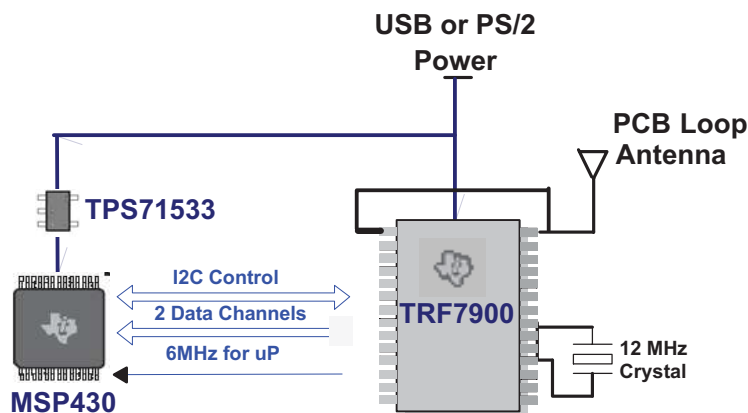 USB or PS/2
Power
PCB Loop
Antenna
TPS71533
I2C Control
2 Data Channels
TRF7900
6MHz for uP
12 MHz
Crystal
MSP430